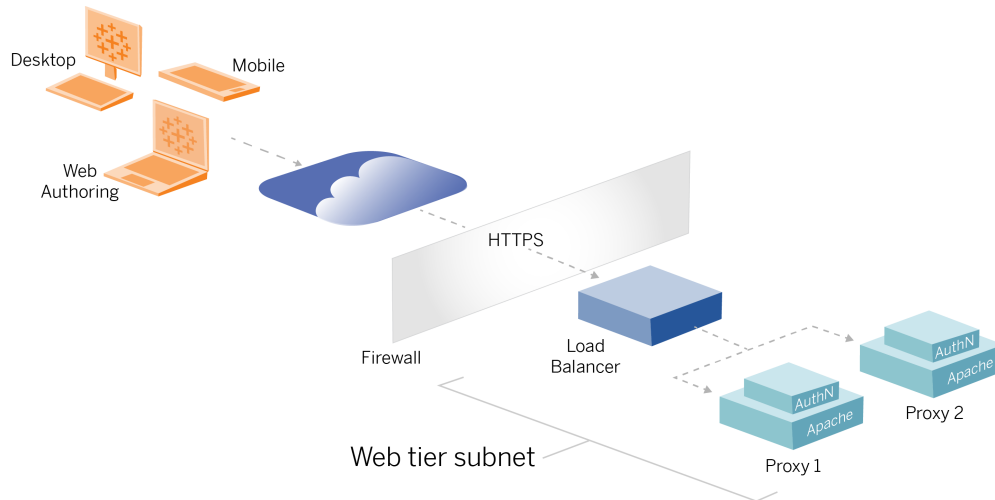 Desktop
Mobile
Web
Authoring
HTTPS
Firewall
Load
Balancer
AuthN
Apache
Proxy 2
AuthN
Apache
Proxy 1
Web tier subnet